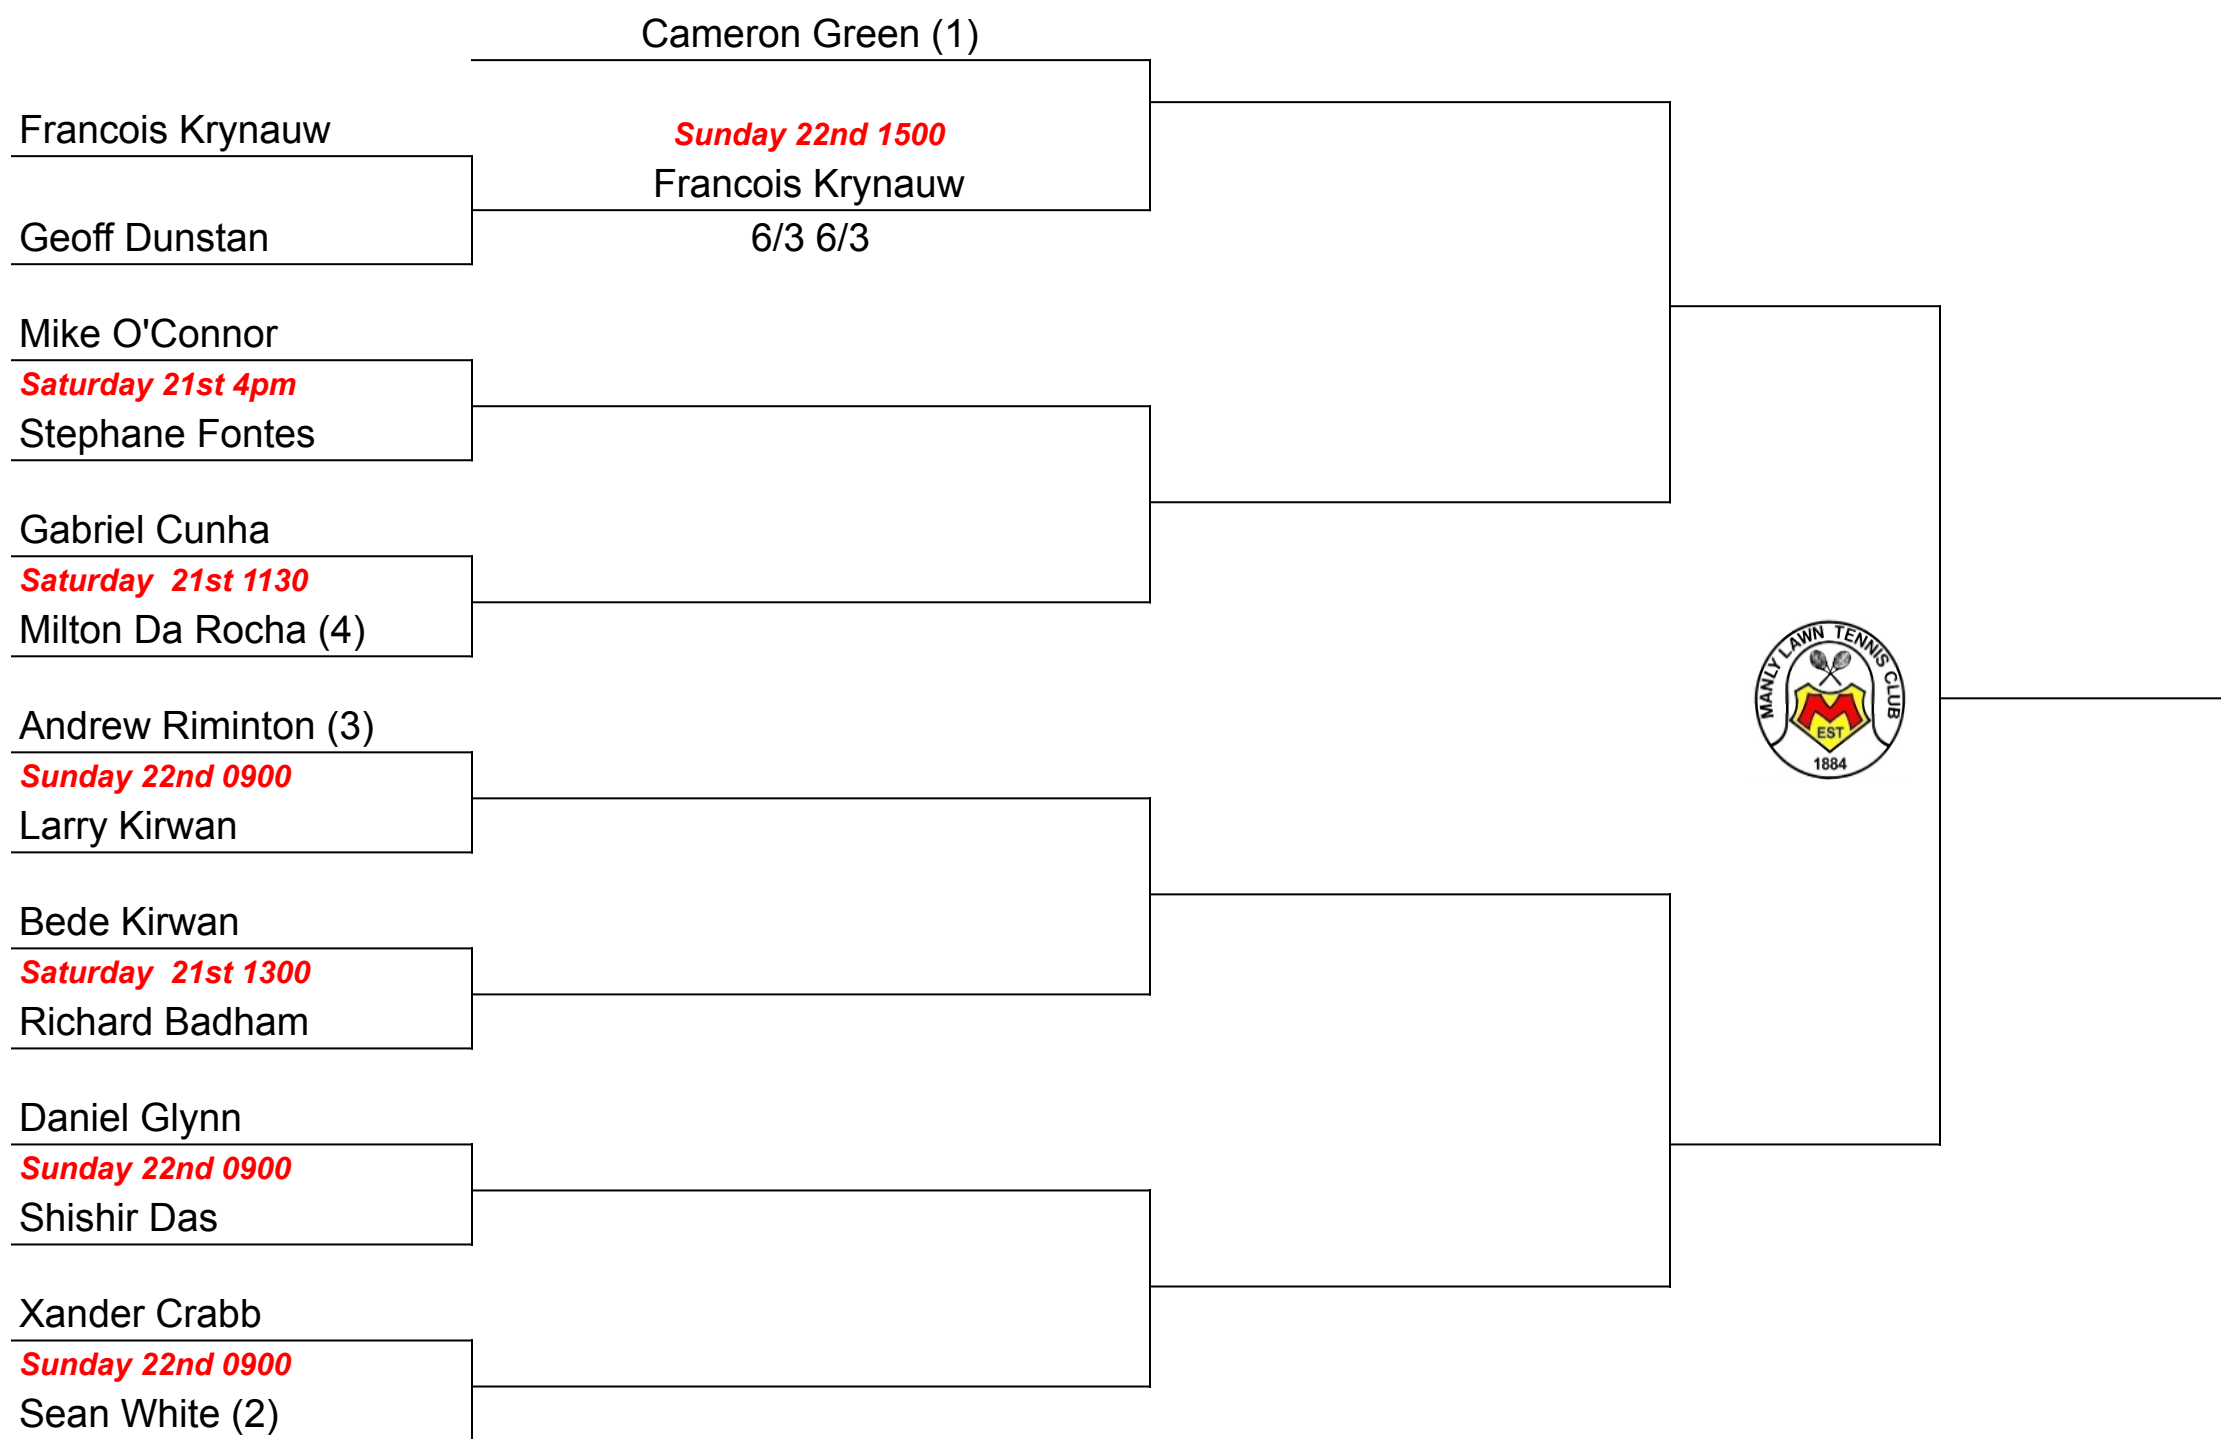 Cameron Green (1)
Francois Krynauw
Sunday 22nd 1500
Francois Krynauw
Geoff Dunstan
6/3 6/3
Mike O'Connor
Saturday 21st 4pm
Stephane Fontes
Gabriel Cunha
Saturday  21st 1130
Milton Da Rocha (4)
MANLY LAWN TENNIS CLUB
M
EST
1884
Andrew Riminton (3)
Sunday 22nd 0900
Larry Kirwan
Bede Kirwan
Saturday  21st 1300
Richard Badham
Daniel Glynn
Sunday 22nd 0900
Shishir Das
Xander Crabb
Sunday 22nd 0900
Sean White (2)